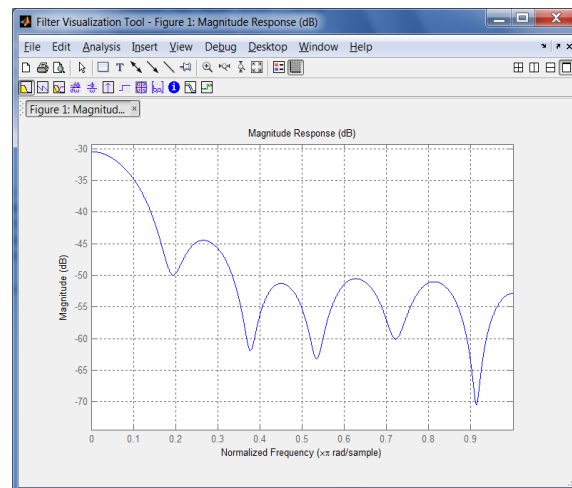 Filter Visualization Tool - Figure 1: Magnitude Response (dB)
File Edit Analysis Insert View Debug Desktop Window Help
Figure 1: Magnitud... ×
Magnitude Response (dB)
-30
-35
-40
-45
-50
-55
-60
-65
-70
Magnitude (dB)
0 0.1 0.2 0.3 0.4 0.5 0.6 0.7 0.8 0.9
Normalized Frequency (×π rad/sample)